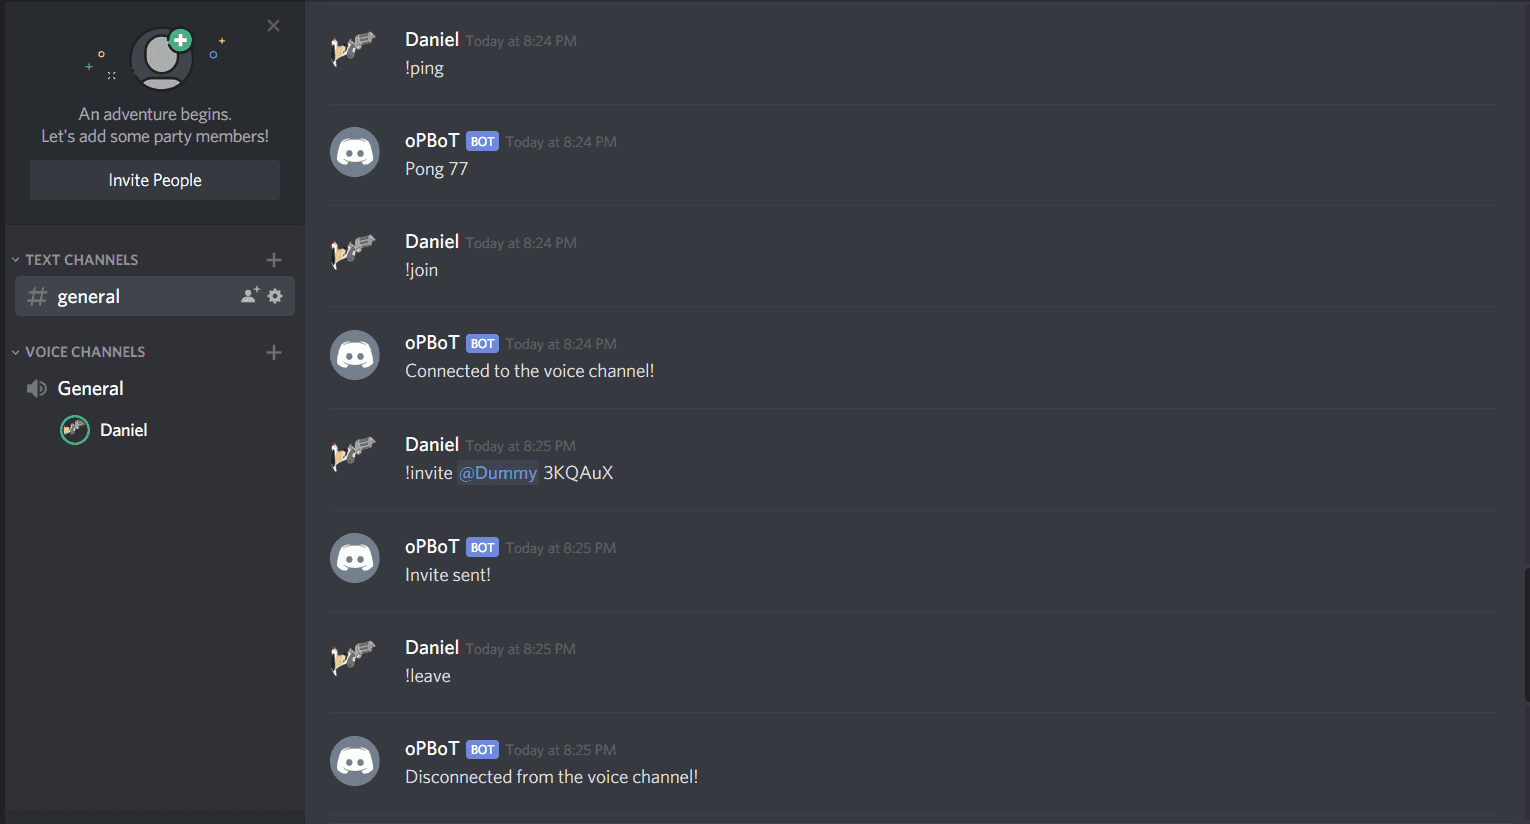 An adventure begins.
Let's add some party members!
Invite People
TEXT CHANNELS
general
VOICE CHANNELS
General
Daniel
Daniel Today at 8:24 PM
!ping
oPBoT BOT Today at 8:24 PM
Pong 77
Daniel Today at 8:24 PM
!join
oPBoT BOT Today at 8:24 PM
Connected to the voice channel!
Daniel Today at 8:25 PM
!invite @Dummy 3KQAuX
oPBoT BOT Today at 8:25 PM
Invite sent!
Daniel Today at 8:25 PM
!leave
oPBoT BOT Today at 8:25 PM
Disconnected from the voice channel!